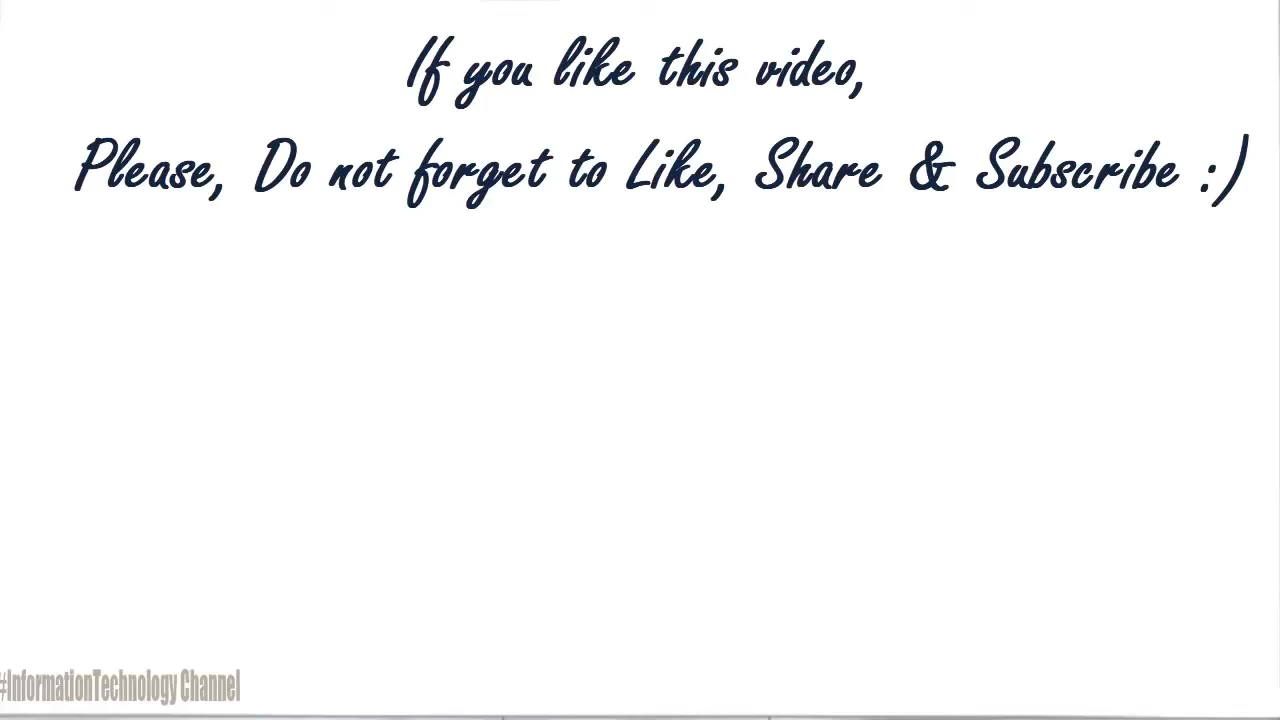 If you like this video,
Please, Do not forget to Like, Share & Subscribe :)
#InformationTechnology Channel